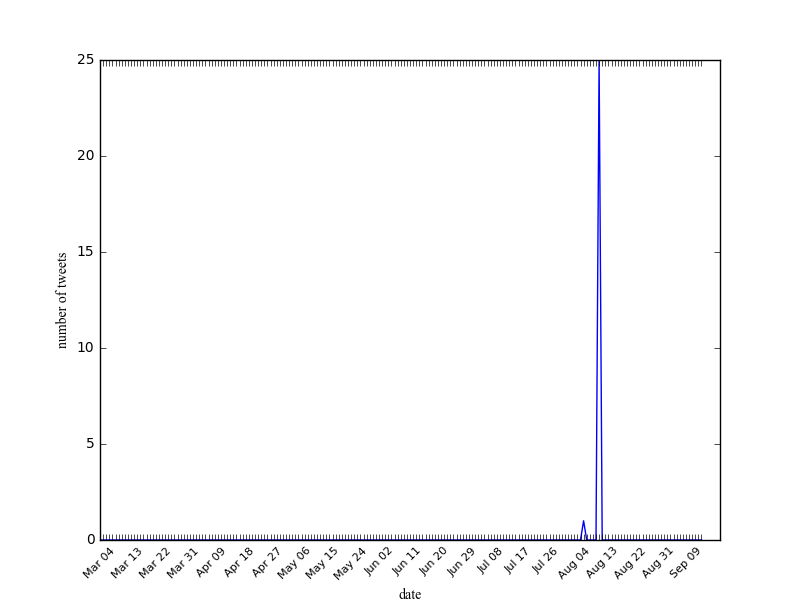 25
20
15
10
5
0
number of tweets
Mar 04 Mar 13 Mar 22 Mar 31 Apr 09 Apr 18 Apr 27 May 06 May 15 May 24 Jun 02 Jun 11 Jun 20 Jun 29 Jul 08 Jul 17 Jul 26 Aug 04 Aug 13 Aug 22 Aug 31 Sep 09
date